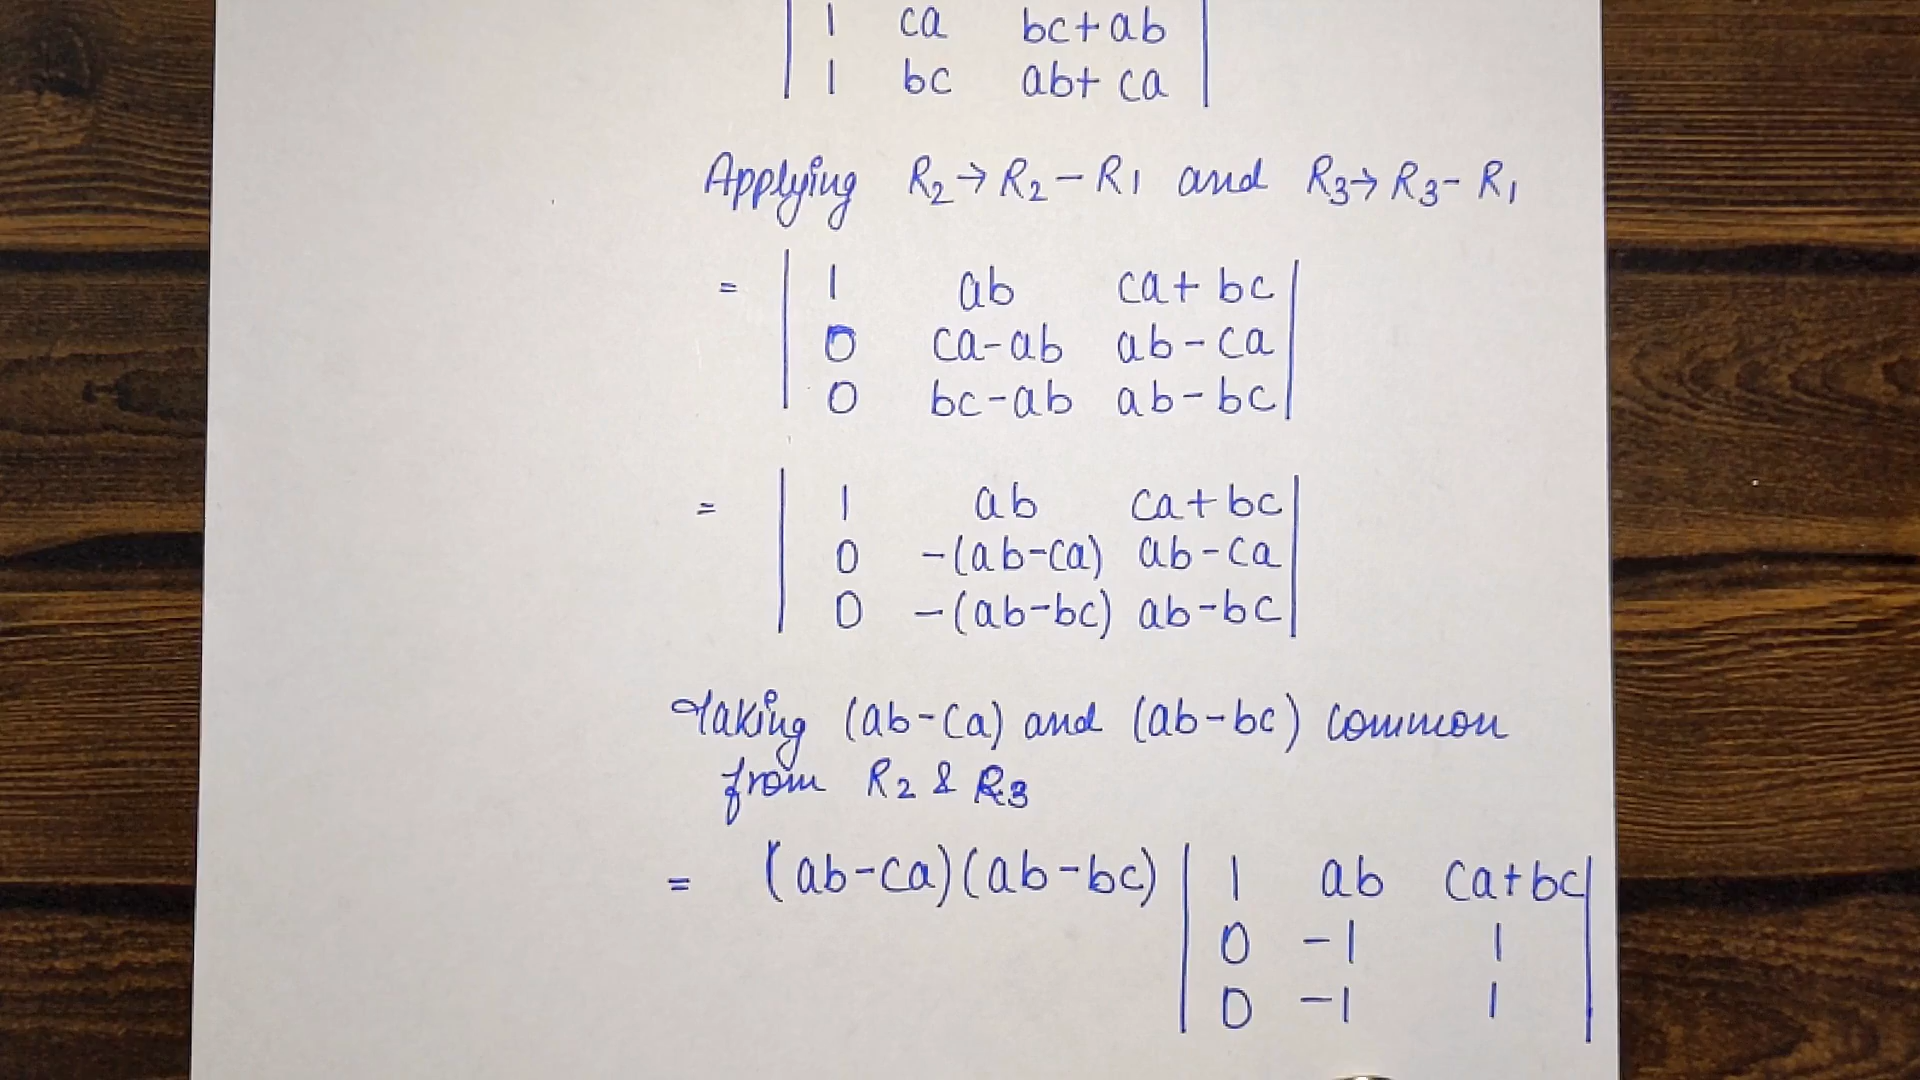 | 1 ca bc+ab |
| 1 bc ab+ca |
Applying R₂→R₂-R₁ and R₃→R₃-R₁
= | 1 ab ca+bc |
| 0 ca-ab ab-ca |
| 0 bc-ab ab-bc |
= | 1 ab ca+bc |
| 0 -(ab-ca) ab-ca |
| 0 -(ab-bc) ab-bc |
Taking (ab-ca) and (ab-bc) common
from R₂ & R₃
= (ab-ca)(ab-bc) | 1 ab ca+bc |
| 0 -1 1 |
| 0 -1 1 |